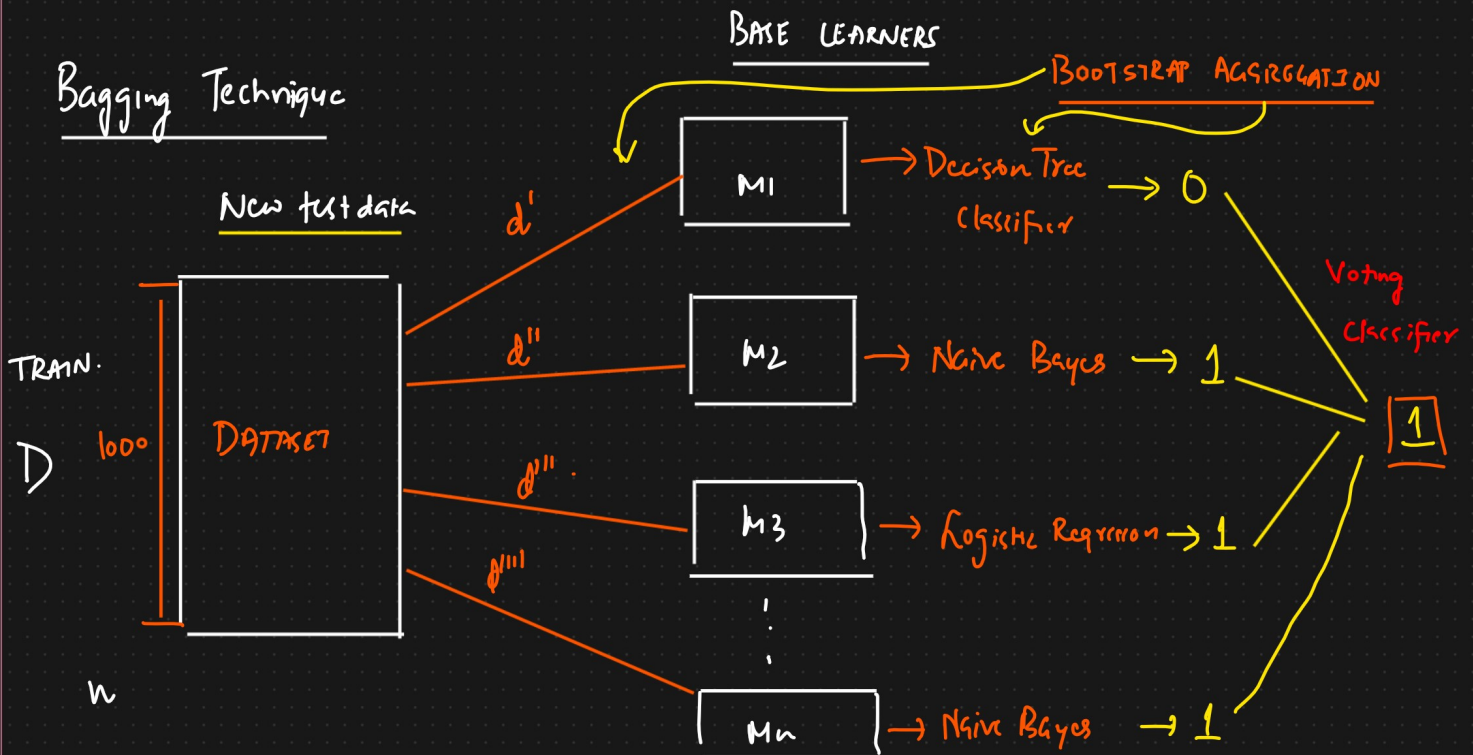 BASE LEARNERS
Bagging Technique
BOOTSTRAP AGGREGATION
New test data
d'
M1
→ Decision Tree
Classifier
→ 0
Voting
Classifier
TRAIN.
d''
M2
→ Naive Bayes → 1
1
D
1000
DATASET
d'''
M3
→ Logistic Regression → 1
d''''
n
Mn
→ Naive Bayes → 1